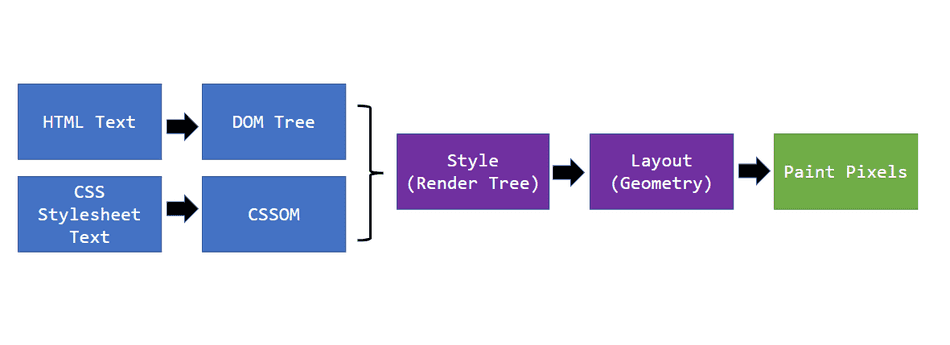 HTML Text
DOM Tree
CSS
Stylesheet
Text
CSSOM
Style
(Render Tree)
Layout
(Geometry)
Paint Pixels